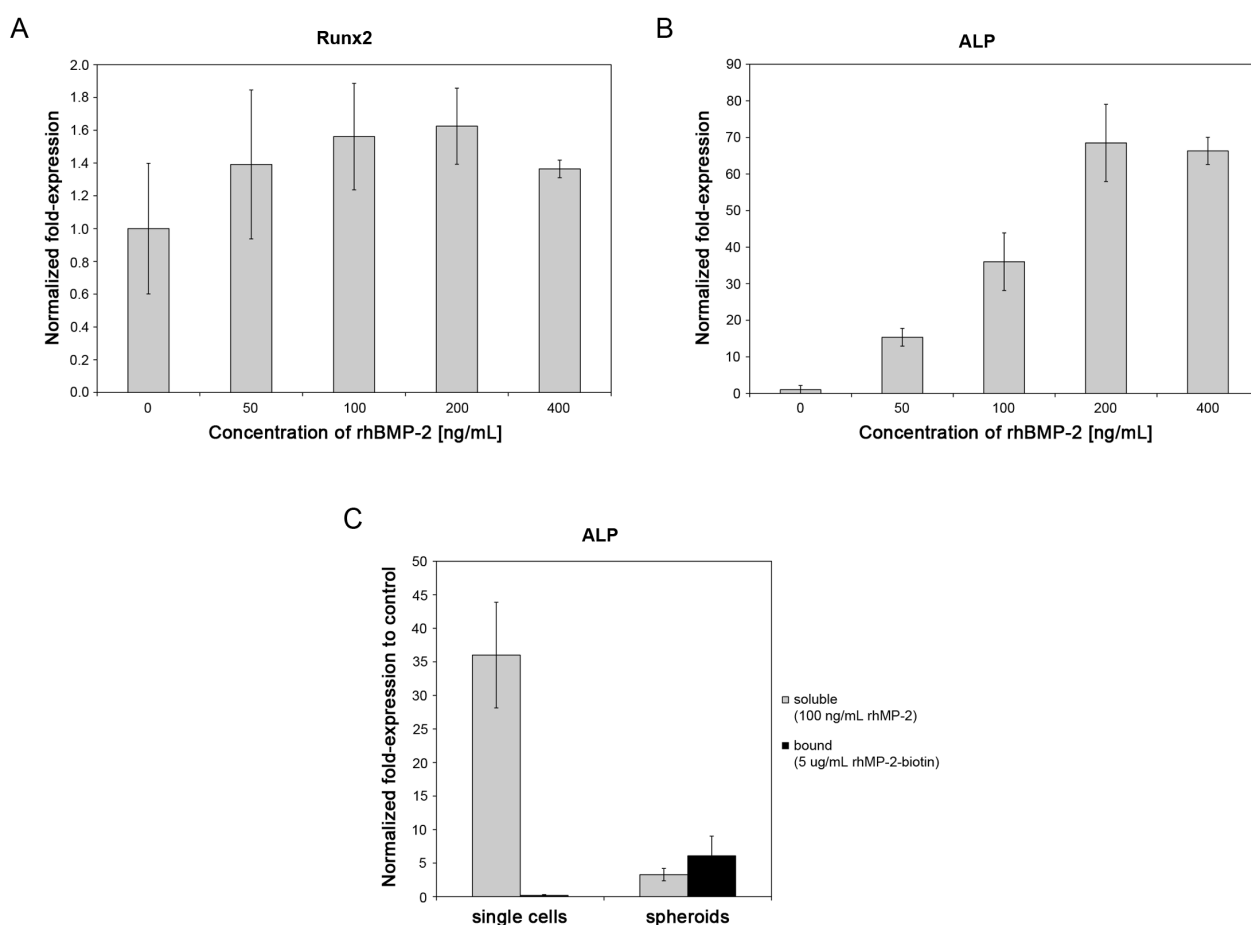 A
Runx2
Normalized fold-expression
2.0
1.8
1.6
1.4
1.2
1.0
0.8
0.6
0.4
0.2
0.0
0 50 100 200 400
Concentration of rhBMP-2 [ng/mL]
B
ALP
Normalized fold-expression
90
80
70
60
50
40
30
20
10
0
0 50 100 200 400
Concentration of rhBMP-2 [ng/mL]
C
ALP
Normalized fold-expression to control
50
45
40
35
30
25
20
15
10
5
0
single cells spheroids
soluble
(100 ng/mL rhMP-2)
bound
(5 ug/mL rhMP-2-biotin)